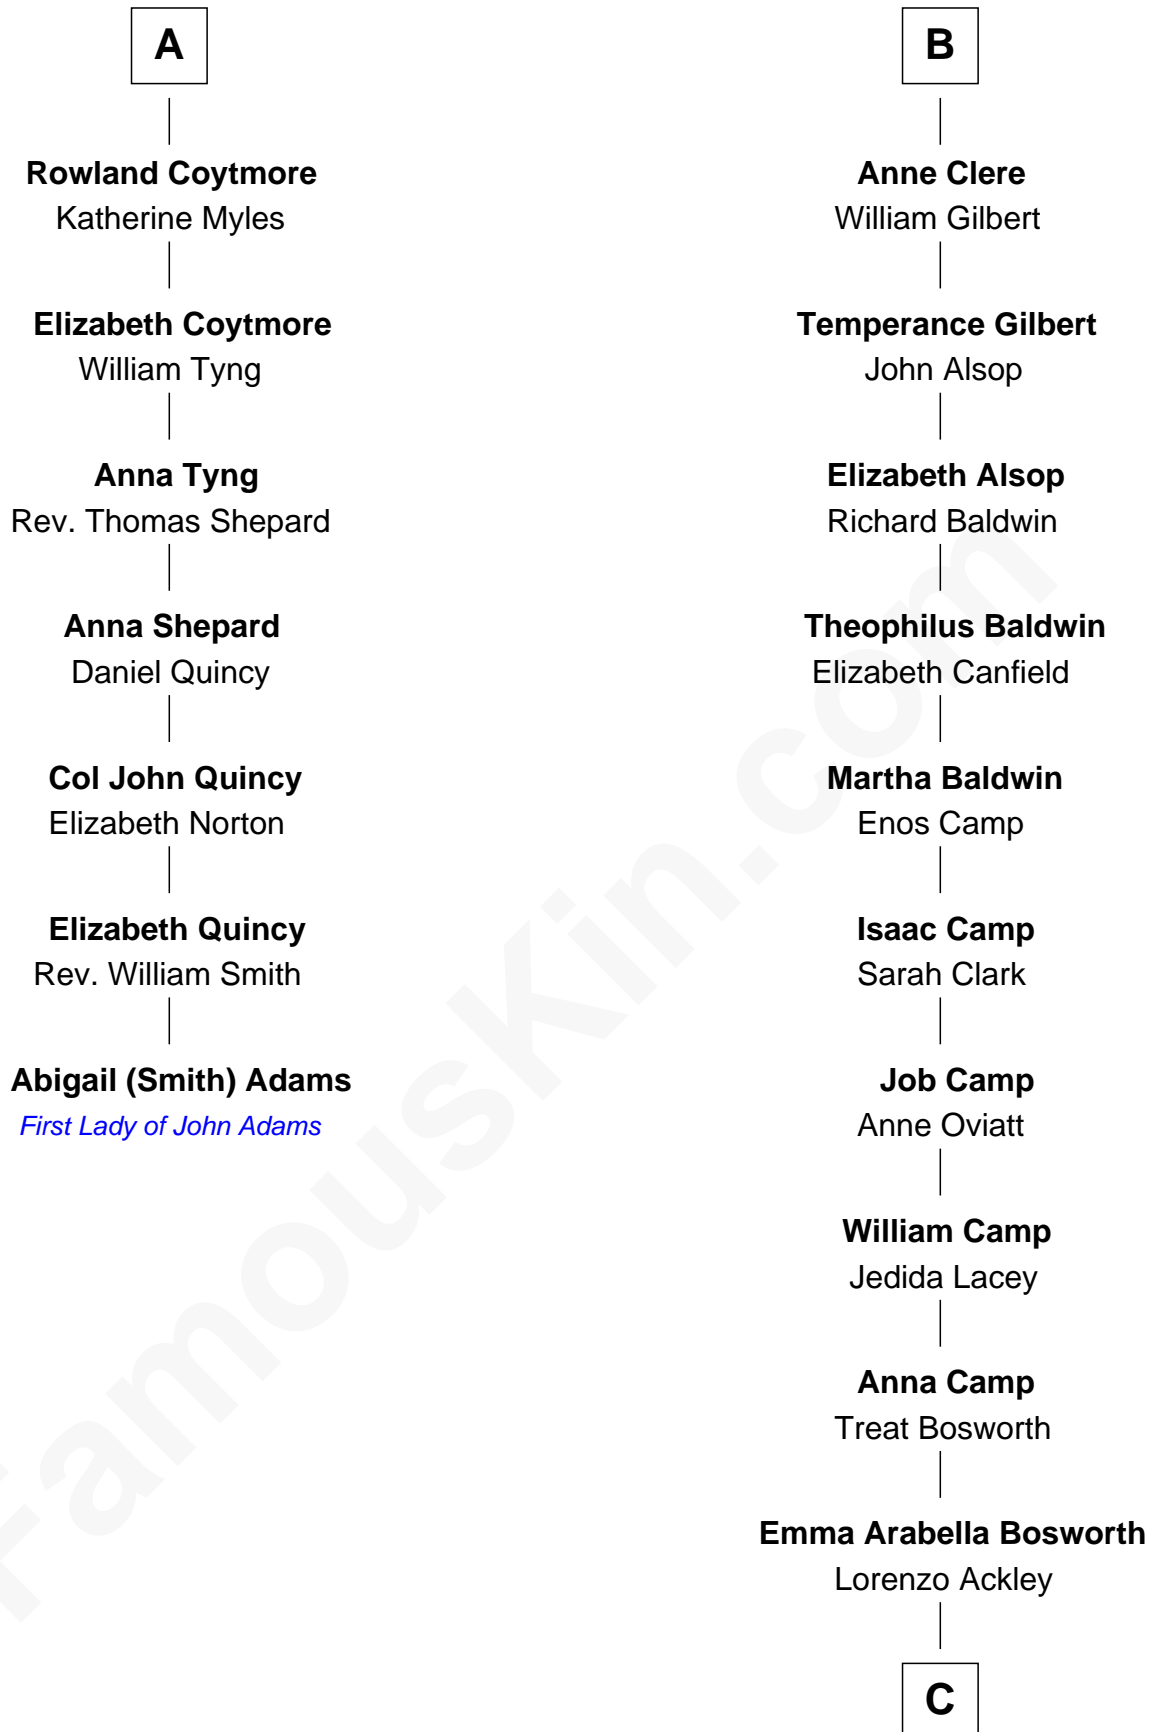 A
Rowland Coytmore
Katherine Myles
Elizabeth Coytmore
William Tyng
Anna Tyng
Rev. Thomas Shepard
Anna Shepard
Daniel Quincy
Col John Quincy
Elizabeth Norton
Elizabeth Quincy
Rev. William Smith
Abigail (Smith) Adams
First Lady of John Adams
B
Anne Clere
William Gilbert
Temperance Gilbert
John Alsop
Elizabeth Alsop
Richard Baldwin
Theophilus Baldwin
Elizabeth Canfield
Martha Baldwin
Enos Camp
Isaac Camp
Sarah Clark
Job Camp
Anne Oviatt
William Camp
Jedida Lacey
Anna Camp
Treat Bosworth
Emma Arabella Bosworth
Lorenzo Ackley
C
FamousKin.com